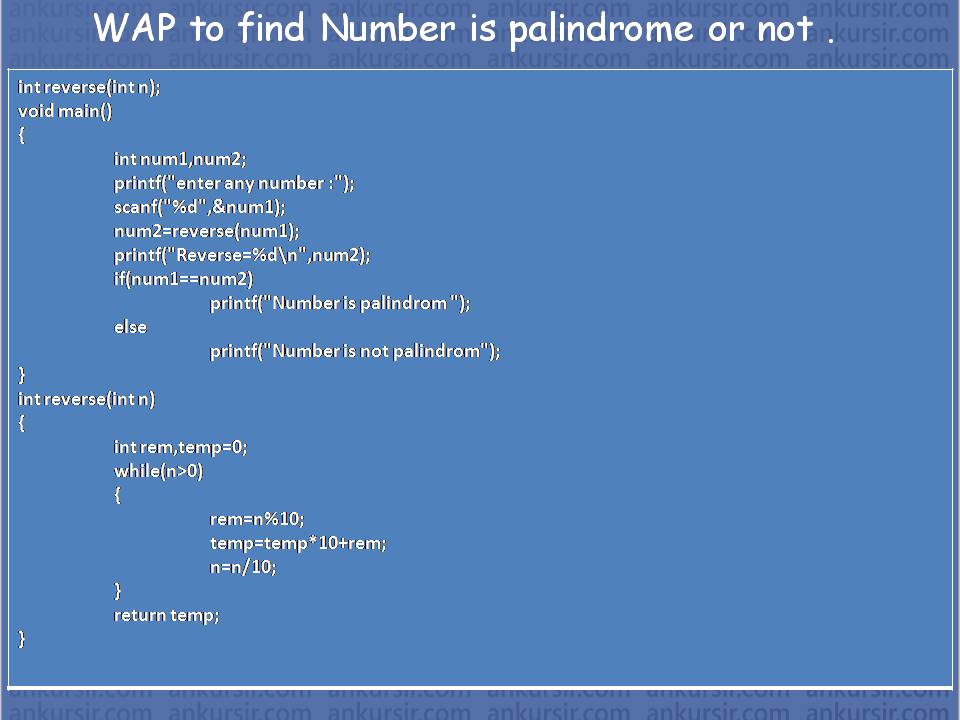 WAP to find Number is palindrome or not .
int reverse(int n);
void main()
{
int num1,num2;
printf("enter any number :");
scanf("%d",&num1);
num2=reverse(num1);
printf("Reverse=%d\n",num2);
if(num1==num2)
printf("Number is palindrom ");
else
printf("Number is not palindrom");
}
int reverse(int n)
{
int rem,temp=0;
while(n>0)
{
rem=n%10;
temp=temp*10+rem;
n=n/10;
}
return temp;
}
ankursir.com ankursir.com ankursir.com ankursir.com ankursir.com ankursir.com